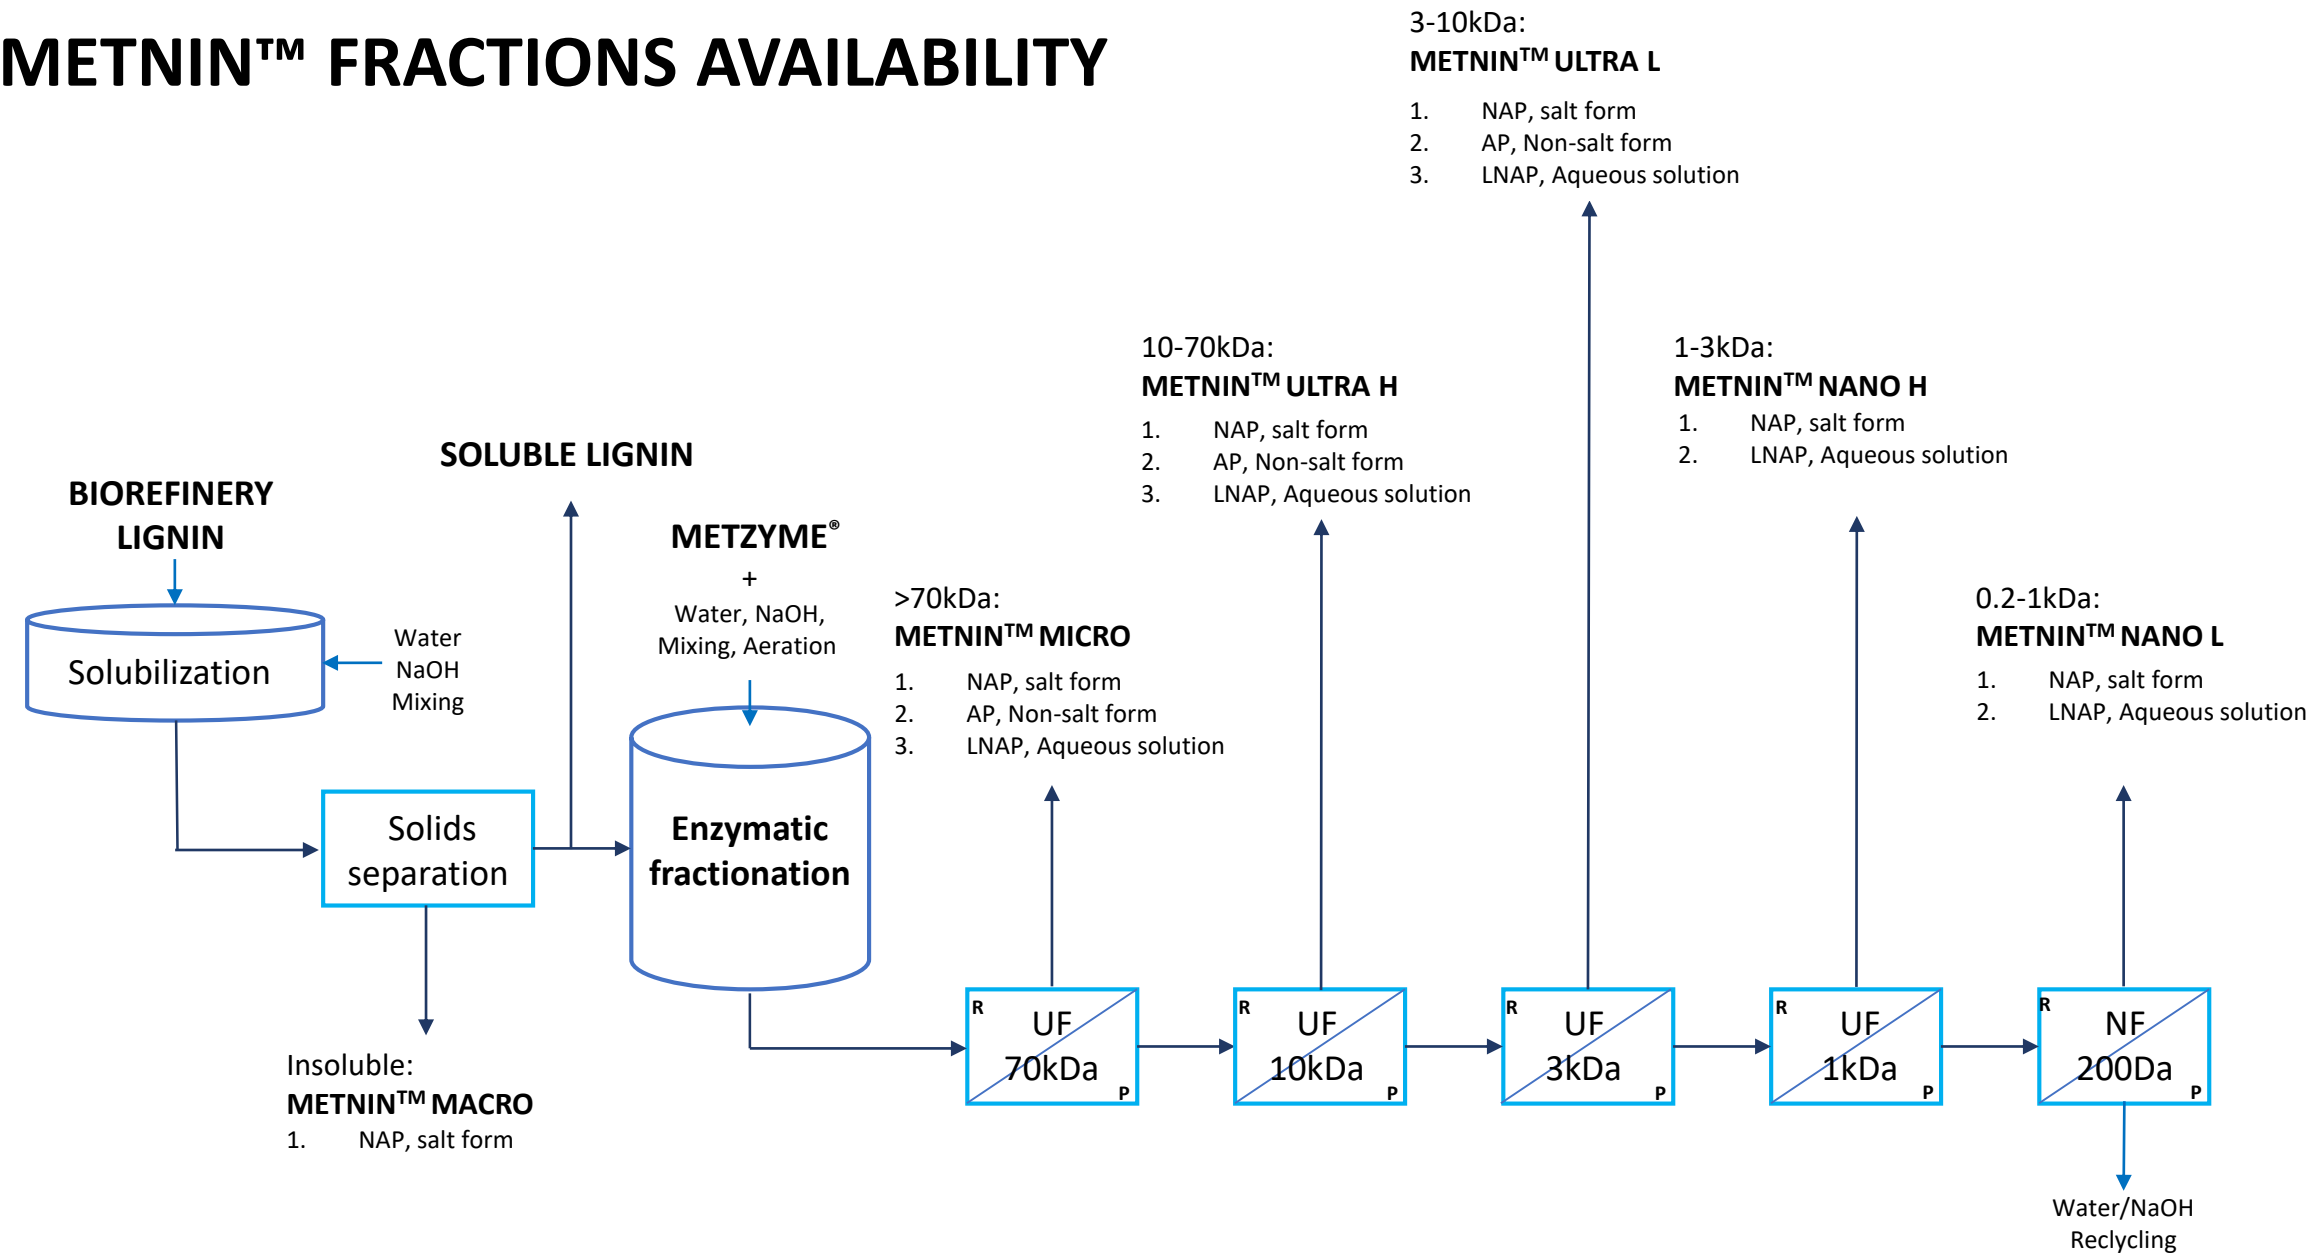 METNIN™ FRACTIONS AVAILABILITY
3-10kDa:
METNIN™ ULTRA L
1. NAP, salt form
2. AP, Non-salt form
3. LNAP, Aqueous solution
10-70kDa:
METNIN™ ULTRA H
1. NAP, salt form
2. AP, Non-salt form
3. LNAP, Aqueous solution
1-3kDa:
METNIN™ NANO H
1. NAP, salt form
2. LNAP, Aqueous solution
SOLUBLE LIGNIN
BIOREFINERY
LIGNIN
METZYME®
+
Water, NaOH,
Mixing, Aeration
>70kDa:
METNIN™ MICRO
1. NAP, salt form
2. AP, Non-salt form
3. LNAP, Aqueous solution
0.2-1kDa:
METNIN™ NANO L
1. NAP, salt form
2. LNAP, Aqueous solution
Solubilization
Water
NaOH
Mixing
Solids
separation
Enzymatic
fractionation
R
UF
70kDa
P
R
UF
10kDa
P
R
UF
3kDa
P
R
UF
1kDa
P
R
NF
200Da
P
Insoluble:
METNIN™ MACRO
1. NAP, salt form
Water/NaOH
Reclycling